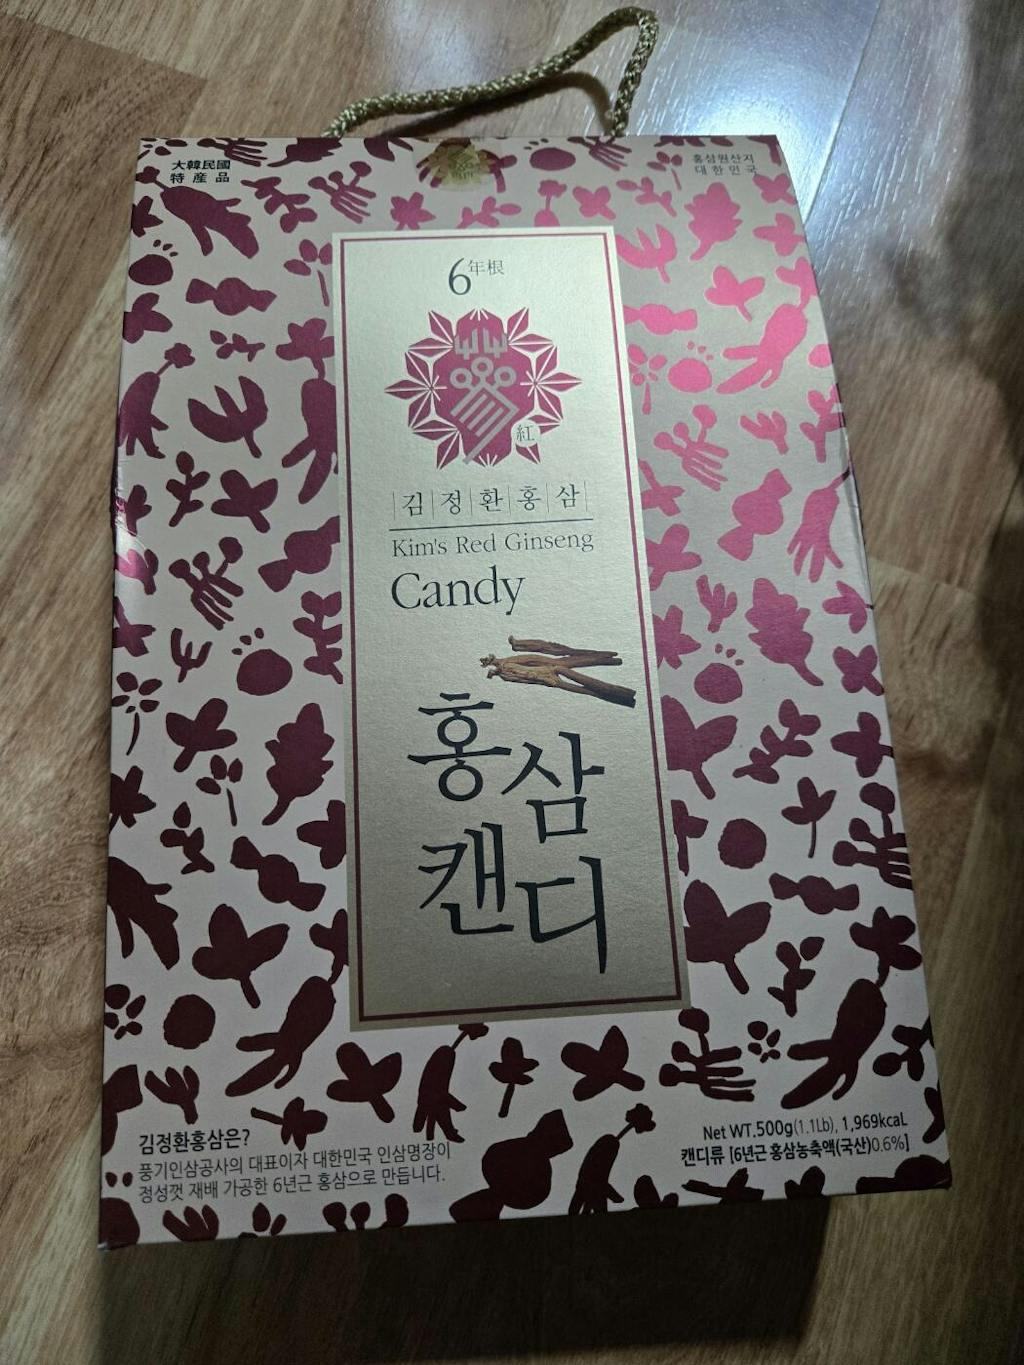 大韓民國
特産品
홍삼원산지
대한민국
6年根
紅
김정환홍삼
Kim's Red Ginseng
Candy
홍삼
캔디
김정환홍삼은?
풍기인삼공사의 대표이자 대한민국 인삼명장이
정성껏 재배 가공한 6년근 홍삼으로 만듭니다.
Net WT.500g(1.1Lb), 1,969kcaL
캔디류 [6년근 홍삼농축액(국산)0.6%]